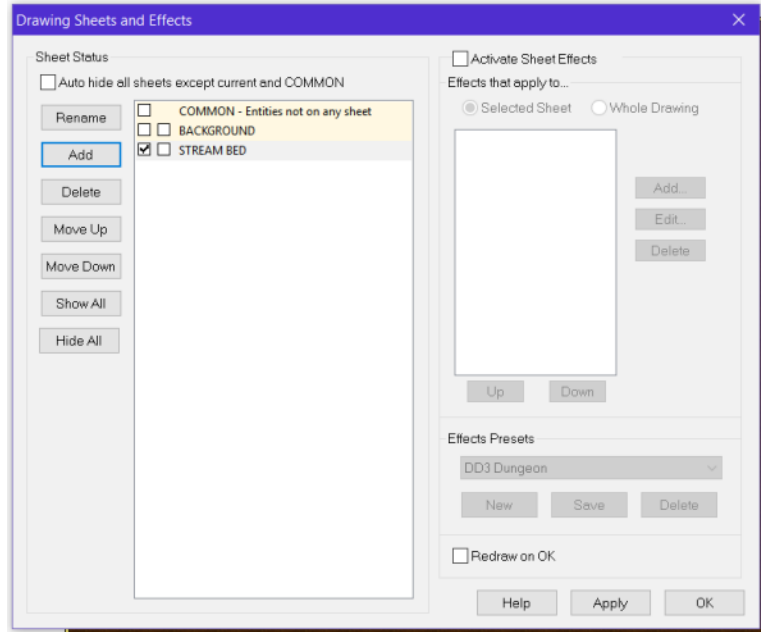 Drawing Sheets and Effects
Sheet Status
Auto hide all sheets except current and COMMON
Rename
Add
Delete
Move Up
Move Down
Show All
Hide All
COMMON - Entities not on any sheet
BACKGROUND
STREAM BED
Activate Sheet Effects
Effects that apply to...
Selected Sheet
Whole Drawing
Add...
Edit...
Delete
Up
Down
Effects Presets
DD3 Dungeon
New
Save
Delete
Redraw on OK
Help
Apply
OK